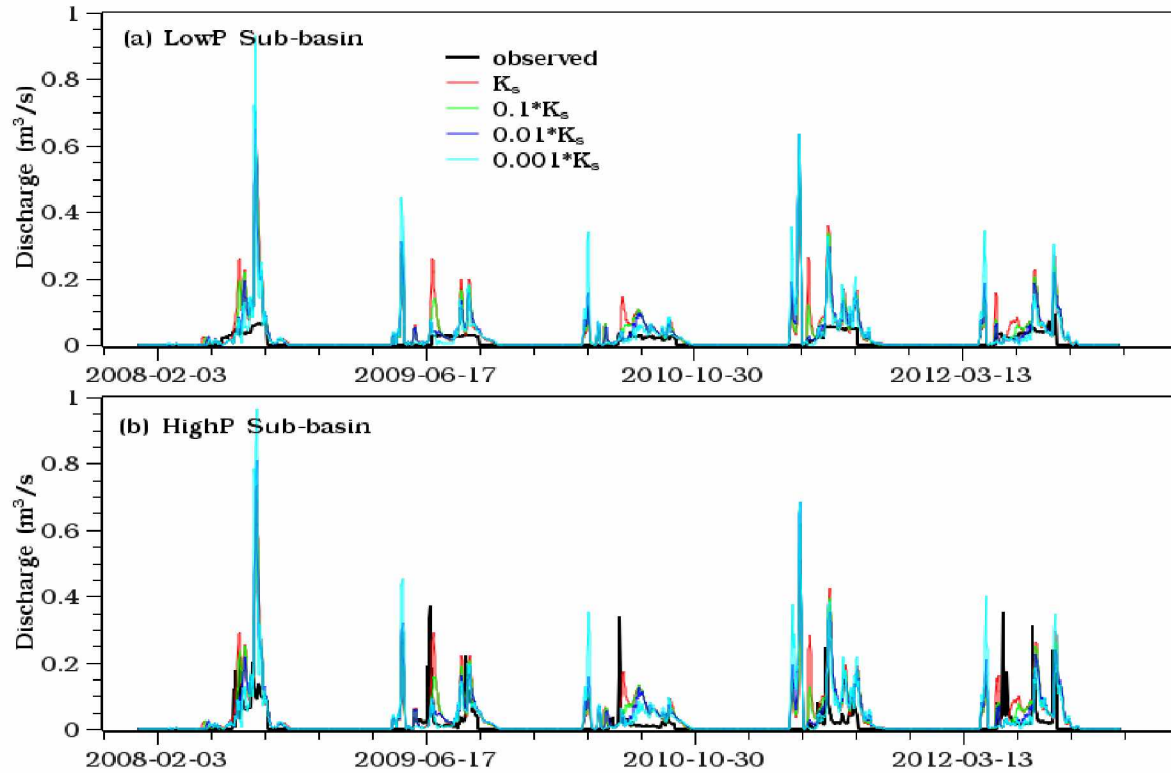 (a) LowP Sub-basin
observed
Kₛ
0.1*Kₛ
0.01*Kₛ
0.001*Kₛ
Discharge (m³/s)
1
0.8
0.6
0.4
0.2
0
2008-02-03 2009-06-17 2010-10-30 2012-03-13
(b) HighP Sub-basin
Discharge (m³/s
1
0.8
0.6
0.4
0.2
0
2008-02-03 2009-06-17 2010-10-30 2012-03-13